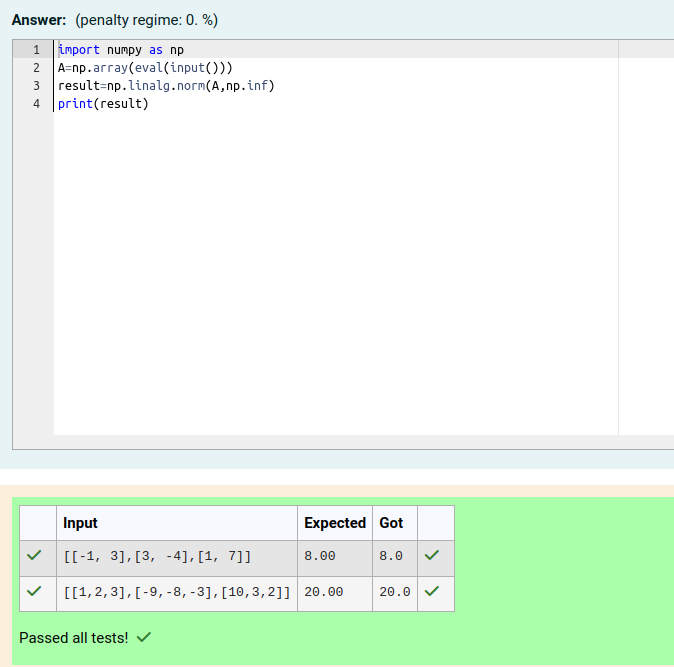 Answer: (penalty regime: 0. %)
1 import numpy as np
2 A=np.array(eval(input()))
3 result=np.linalg.norm(A,np.inf)
4 print(result)
Input Expected Got
[[-1, 3],[3, -4],[1, 7]] 8.00 8.0
[[1,2,3],[-9,-8,-3],[10,3,2]] 20.00 20.0
Passed all tests!